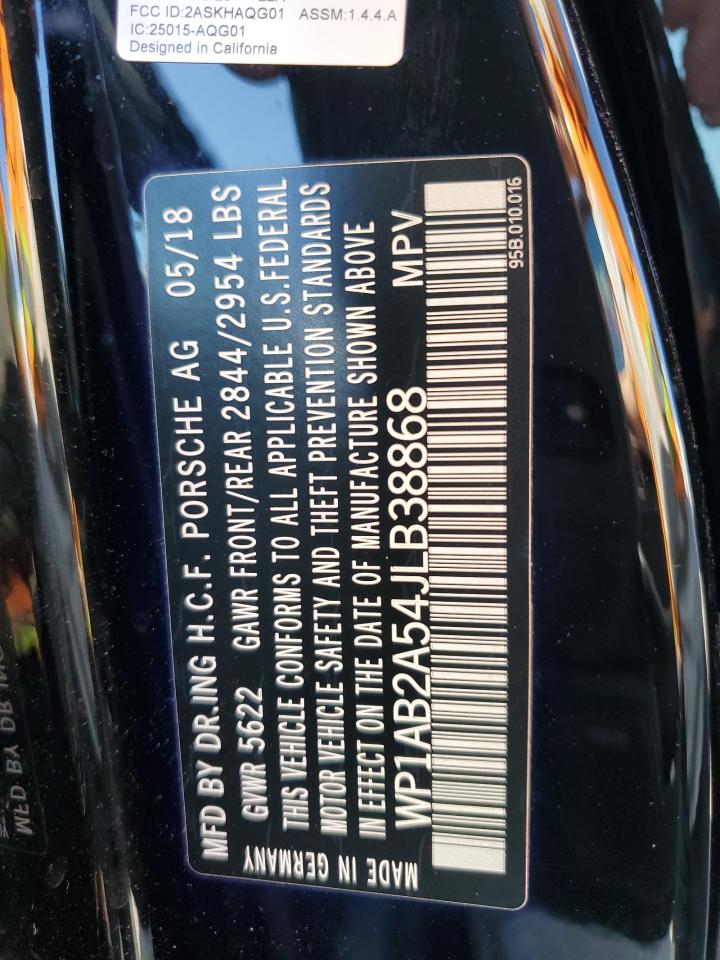 FCC ID:2ASKHAQG01 ASSM:1.4.4.A
IC:25015-AQG01
Designed in California
MFD BY DR.ING H.C.F. PORSCHE AG 05/18
GVWR 5622 GAWR FRONT/REAR 2844/2954 LBS
THIS VEHICLE CONFORMS TO ALL APPLICABLE U.S.FEDERAL
MOTOR VEHICLE SAFETY AND THEFT PREVENTION STANDARDS
IN EFFECT ON THE DATE OF MANUFACTURE SHOWN ABOVE
WP1AB2A54JLB38868 MPV
95B.010.016
MADE IN GERMANY
MFD BY DR